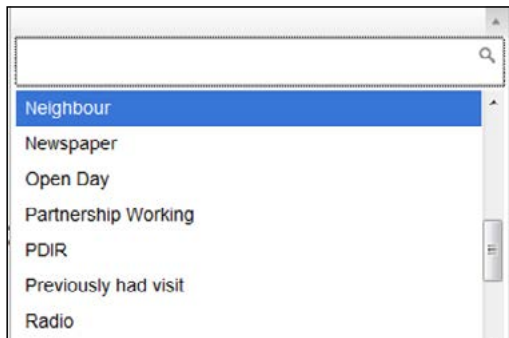 Neighbour
Newspaper
Open Day
Partnership Working
PDIR
Previously had visit
Radio